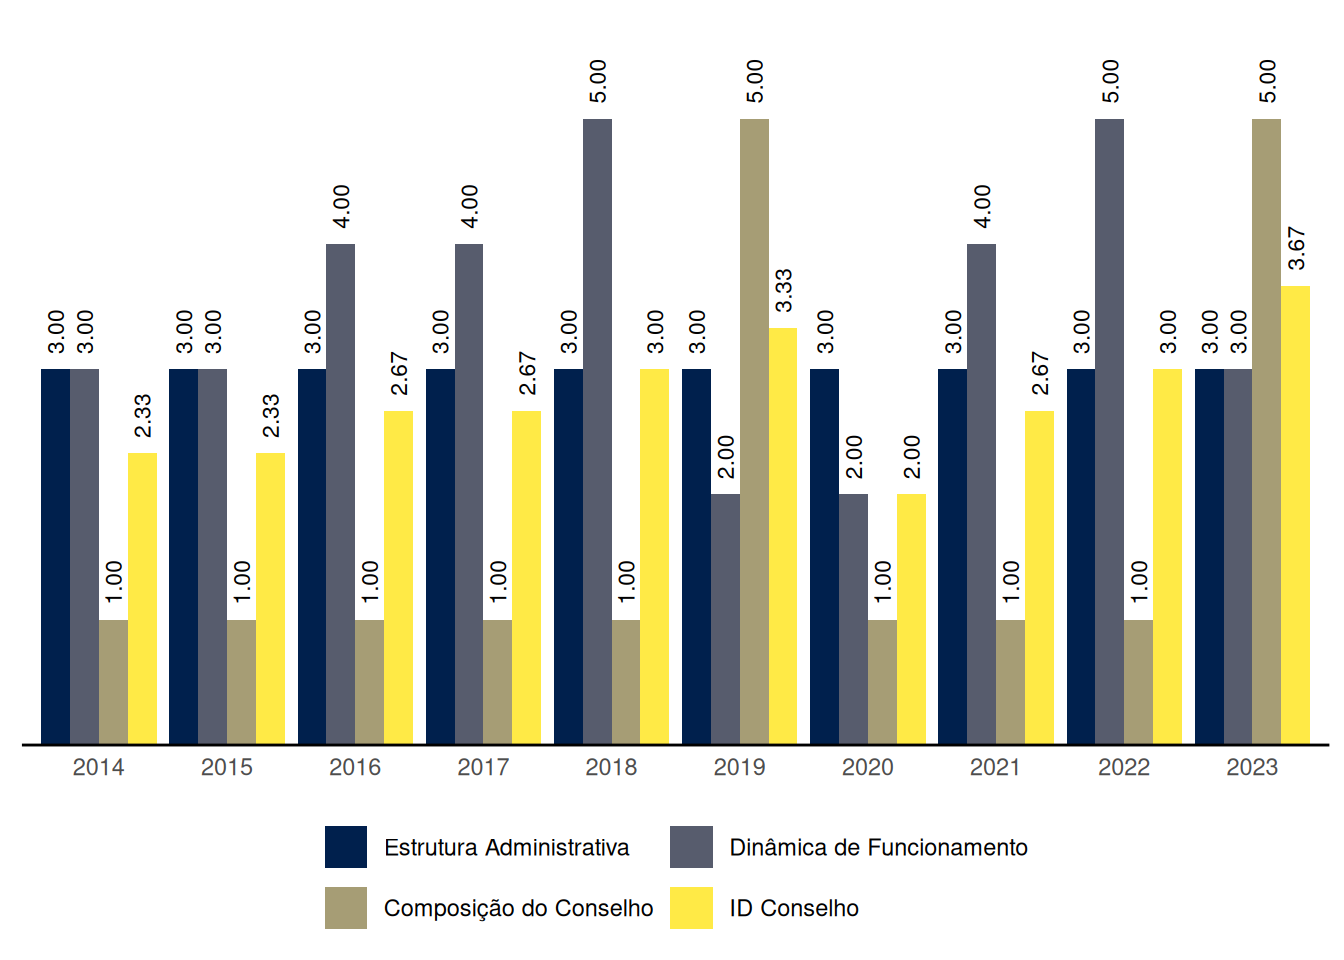 3.00 3.00 1.00 2.33
3.00 3.00 1.00 2.33
3.00 4.00 1.00 2.67
3.00 4.00 1.00 2.67
3.00 5.00 1.00 3.00
3.00 2.00 5.00 3.33
3.00 2.00 1.00 2.00
3.00 4.00 1.00 2.67
3.00 5.00 1.00 3.00
3.00 3.00 5.00 3.67
2014 2015 2016 2017 2018 2019 2020 2021 2022 2023
Estrutura Administrativa Dinâmica de Funcionamento
Composição do Conselho ID Conselho